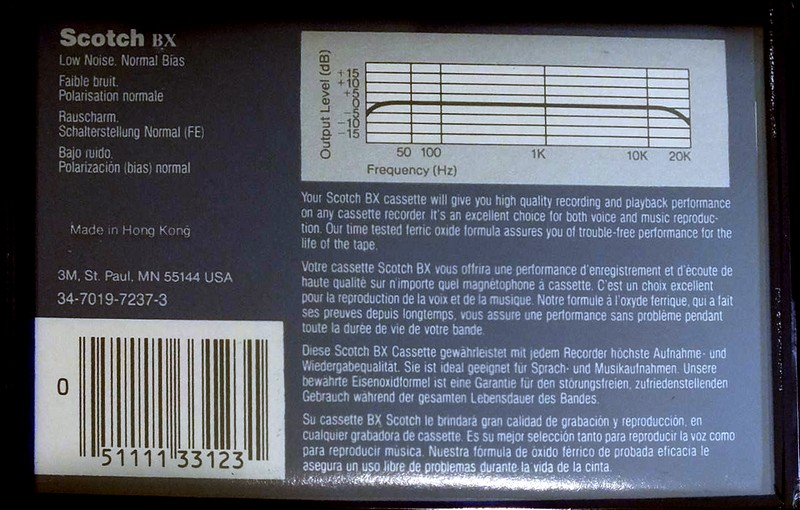 Scotch BX
Low Noise. Normal Bias
Faible bruit.
Polarisation normale
Rauscharm.
Schalterstellung Normal (FE)
Bajo ruido.
Polarización (bias) normal
Made in Hong Kong
3M, St. Paul, MN 55144 USA
34-7019-7237-3
0
51111 33123
Output Level (dB)
+15
+10
+5
0
-5
-10
-15
50 100 1K 10K 20K
Frequency (Hz)
Your Scotch BX cassette will give you high quality recording and playback performance
on any cassette recorder. It's an excellent choice for both voice and music reproduc-
tion. Our time tested ferric oxide formula assures you of trouble-free performance for the
life of the tape.
Votre cassette Scotch BX vous offrira une performance d'enregistrement et d'écoute de
haute qualité sur n'importe quel magnétophone à cassette. C'est un choix excellent
pour la reproduction de la voix et de la musique. Notre formule à l'oxyde ferrique, qui a fait
ses preuves depuis longtemps, vous assure une performance sans problème pendant
toute la durée de vie de votre bande.
Diese Scotch BX Cassette gewährleistet mit jedem Recorder höchste Aufnahme- und
Wiedergabequalität. Sie ist ideal geeignet für Sprach- und Musikaufnahmen. Unsere
bewährte Eisenoxidformel ist eine Garantie für den störungsfreien, zufriedenstellenden
Gebrauch während der gesamten Lebensdauer des Bandes.
Su cassette BX Scotch le brindará gran calidad de grabación y reproducción, en
cualquier grabadora de cassette. Es su mejor selección tanto para reproducir la voz como
para reproducir música. Nuestra fórmula de óxido férrico de probada eficacia le
asegura un uso libre de problemas durante la vida de la cinta.